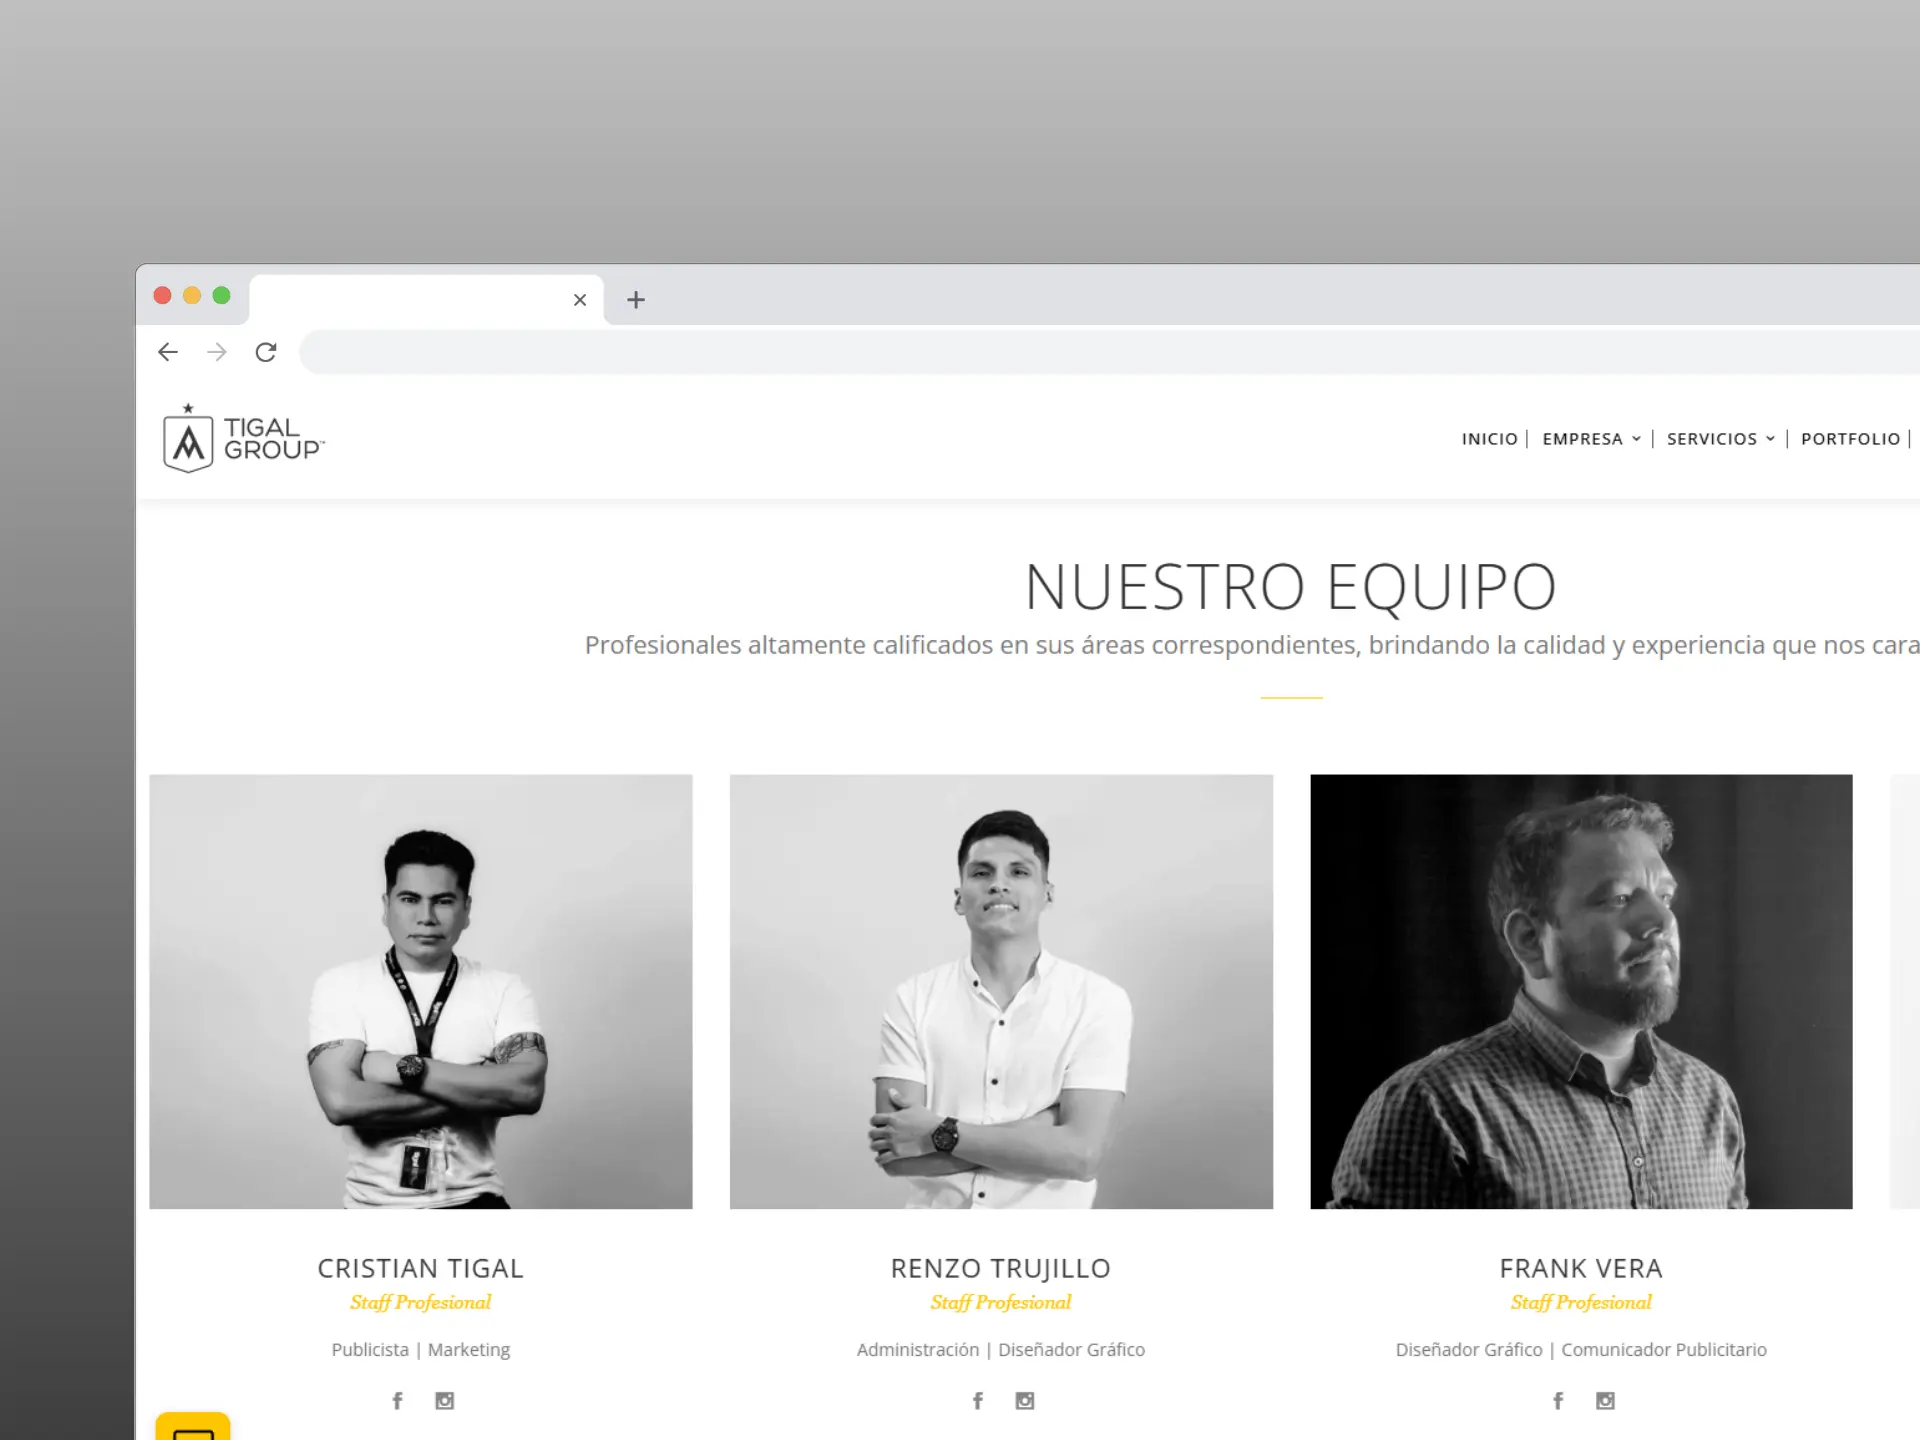 TIGAL
GROUP™
INICIO | EMPRESA | SERVICIOS | PORTFOLIO |
NUESTRO EQUIPO
Profesionales altamente calificados en sus áreas correspondientes, brindando la calidad y experiencia que nos cara
CRISTIAN TIGAL
Staff Profesional
Publicista | Marketing
RENZO TRUJILLO
Staff Profesional
Administración | Diseñador Gráfico
FRANK VERA
Staff Profesional
Diseñador Gráfico | Comunicador Publicitario